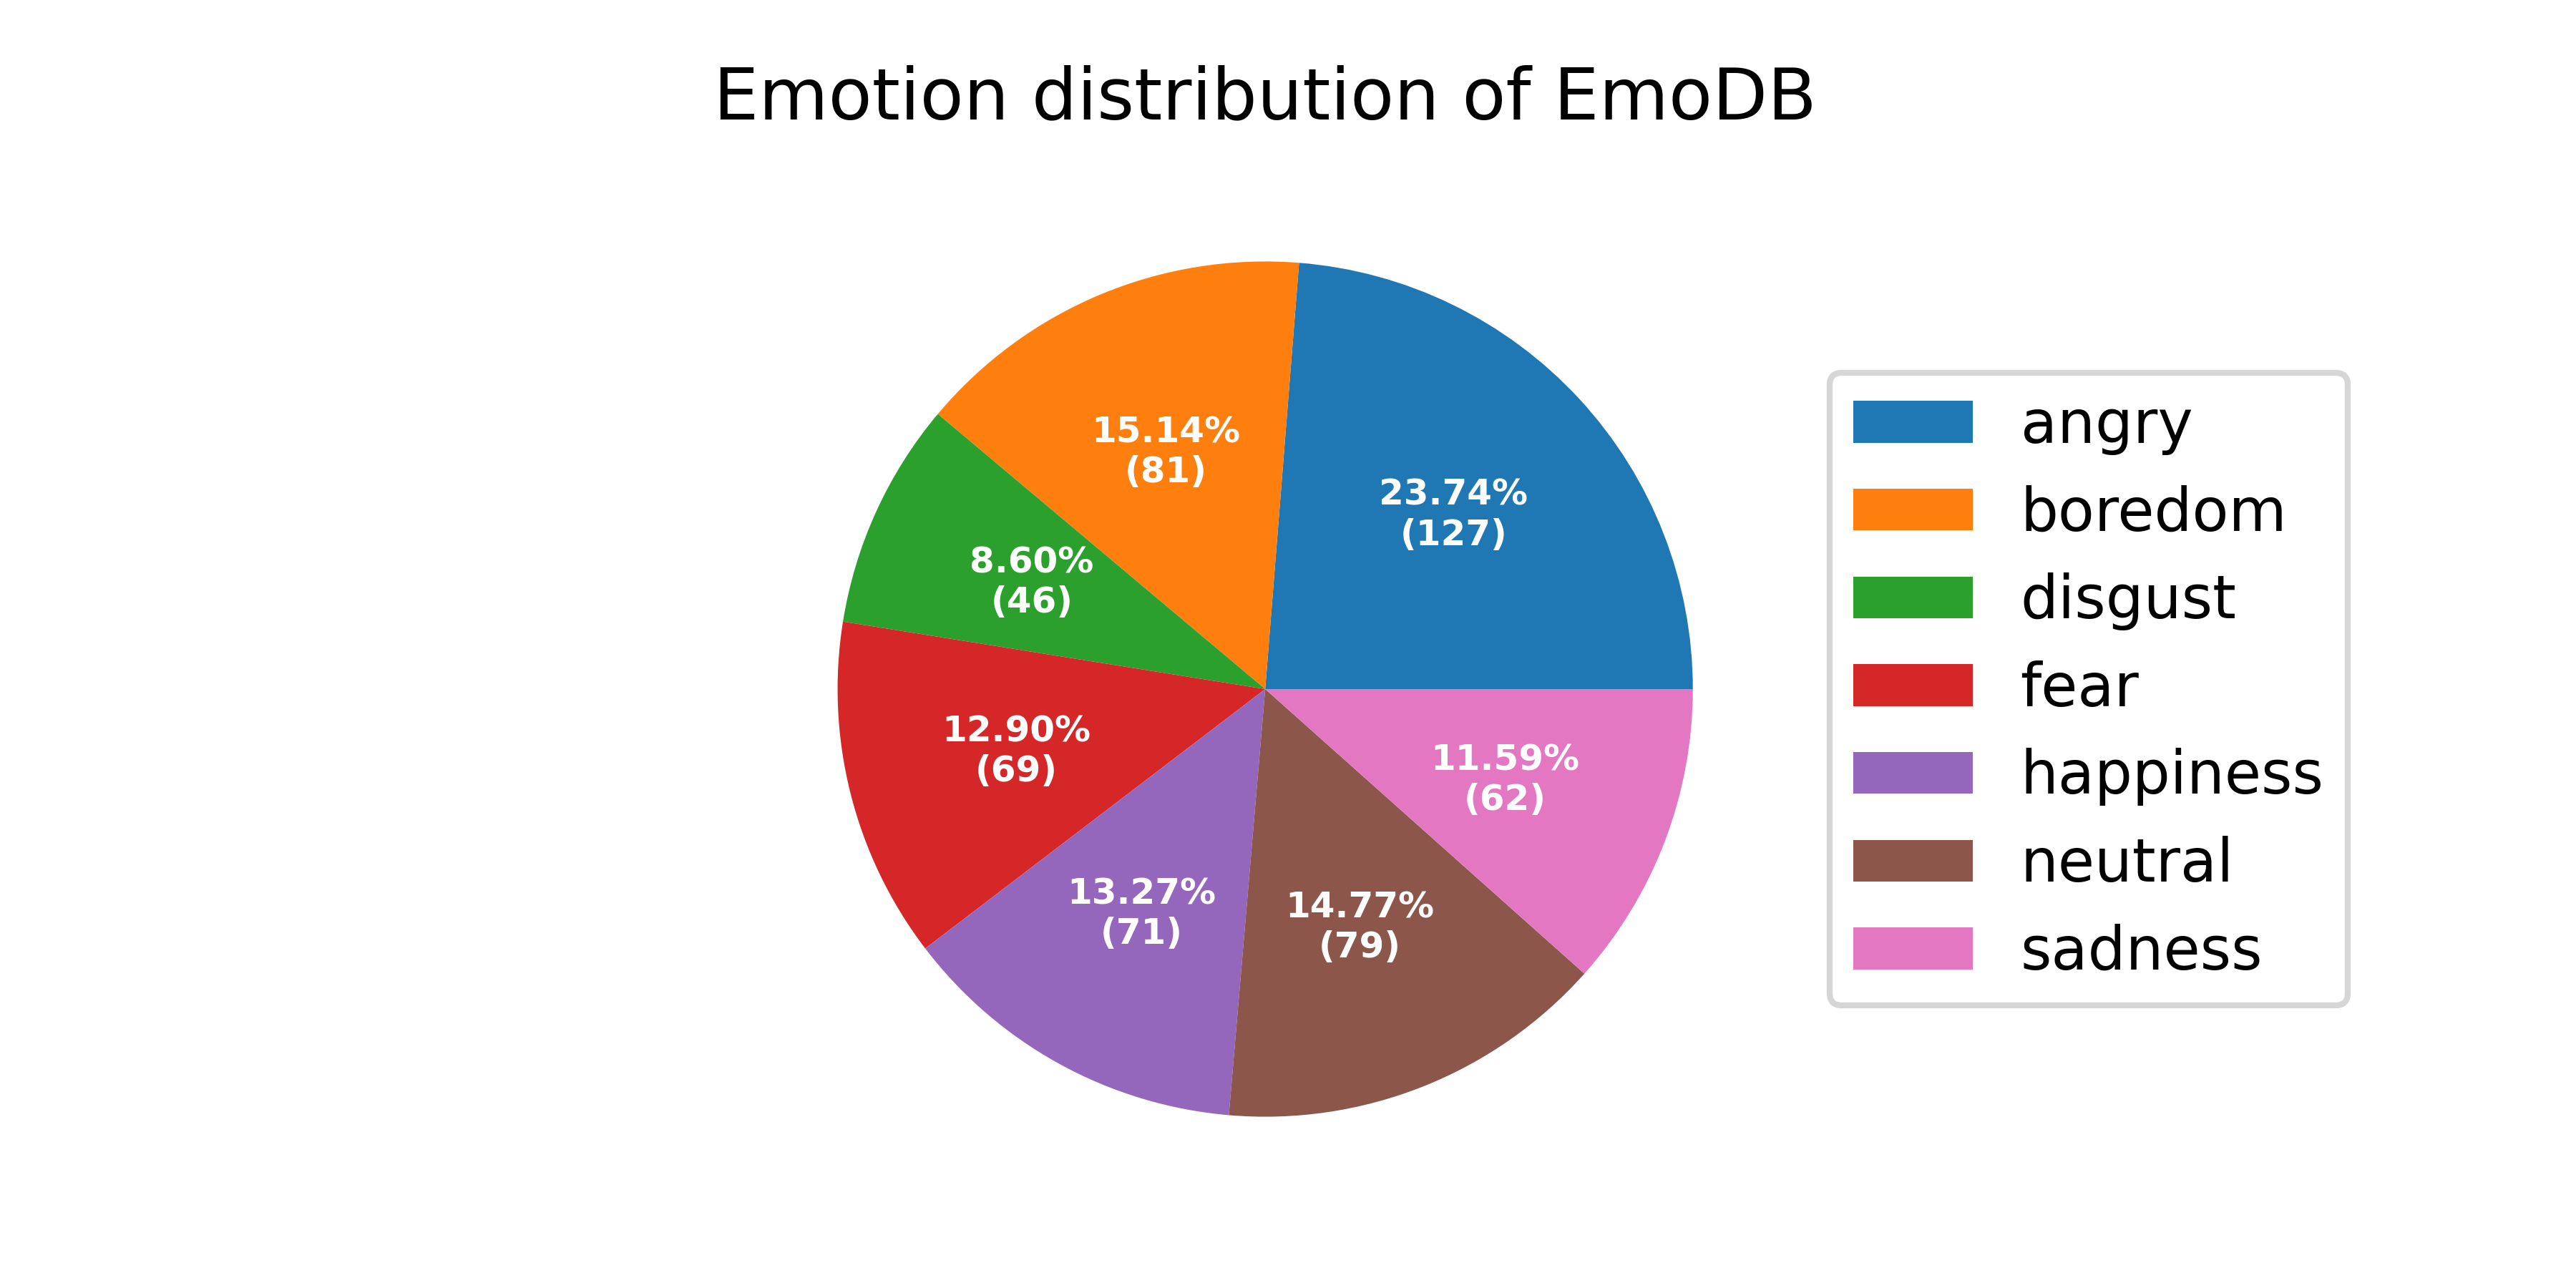 Emotion distribution of EmoDB
15.14%
(81)
23.74%
(127)
8.60%
(46)
12.90%
(69)
11.59%
(62)
13.27%
(71)
14.77%
(79)
angry
boredom
disgust
fear
happiness
neutral
sadness